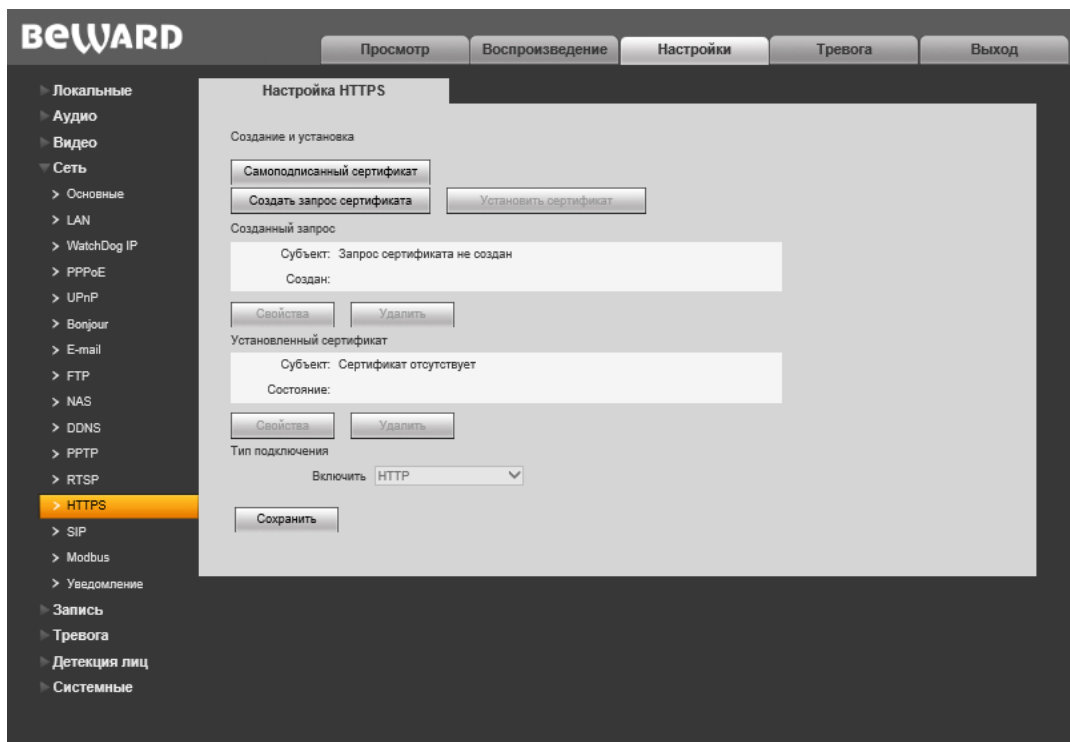 BEWARD
Просмотр
Воспроизведение
Настройки
Тревога
Выход
Локальные
Аудио
Видео
Сеть
> Основные
> LAN
> WatchDog IP
> PPPoE
> UPnP
> Bonjour
> E-mail
> FTP
> NAS
> DDNS
> PPTP
> RTSP
> HTTPS
> SIP
> Modbus
> Уведомление
Запись
Тревога
Детекция лиц
Системные
Настройка HTTPS
Создание и установка
Самоподписанный сертификат
Создать запрос сертификата
Установить сертификат
Созданный запрос
Субъект: Запрос сертификата не создан
Создан:
Свойства
Удалить
Установленный сертификат
Субъект: Сертификат отсутствует
Состояние:
Свойства
Удалить
Тип подключения
Включить HTTP
Сохранить